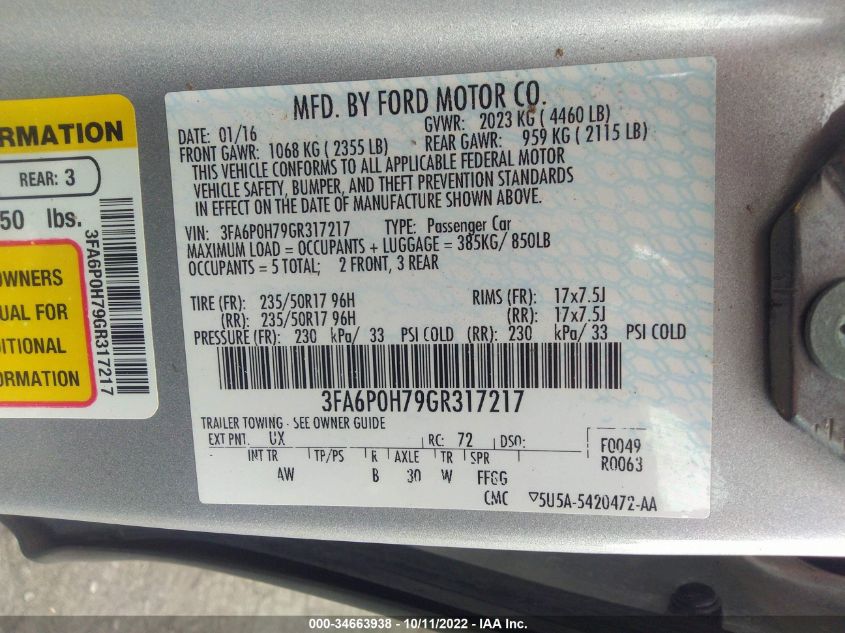 MFD. BY FORD MOTOR CO.
DATE: 01/16 GVWR: 2023 KG ( 4460 LB)
FRONT GAWR: 1068 KG ( 2355 LB) REAR GAWR: 959 KG ( 2115 LB)
THIS VEHICLE CONFORMS TO ALL APPLICABLE FEDERAL MOTOR
VEHICLE SAFETY, BUMPER, AND THEFT PREVENTION STANDARDS
IN EFFECT ON THE DATE OF MANUFACTURE SHOWN ABOVE.
VIN: 3FA6P0H79GR317217 TYPE: Passenger Car
MAXIMUM LOAD = OCCUPANTS + LUGGAGE = 385KG/ 850LB
OCCUPANTS = 5 TOTAL; 2 FRONT, 3 REAR
TIRE (FR): 235/50R17 96H RIMS (FR): 17x7.5J
(RR): 235/50R17 96H (RR): 17x7.5J
PRESSURE (FR): 230 kPa/ 33 PSI COLD (RR): 230 kPa/ 33 PSI COLD
3FA6P0H79GR317217
TRAILER TOWING - SEE OWNER GUIDE
EXT PNT: UX RC: 72 DSO: F0049
INT TR TP/PS R AXLE TR SPR R0063
4W B 30 W FFGG
CMC ▽5U5A-5420472-AA
ORMATION
REAR: 3
50 lbs.
OWNERS
UAL FOR
DITIONAL
ORMATION
3FA6P0H79GR317217
000-34663938 - 10/11/2022 - IAA Inc.